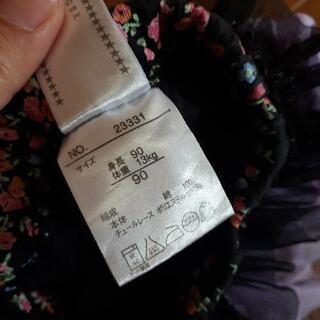 NO. 23331
サイズ
身長 90
体重 13kg
90
組成
本体 綿
チュールレース ポリエステル